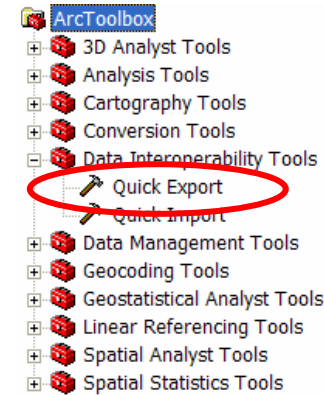 ArcToolbox
3D Analyst Tools
Analysis Tools
Cartography Tools
Conversion Tools
Data Interoperability Tools
Quick Export
Quick Import
Data Management Tools
Geocoding Tools
Geostatistical Analyst Tools
Linear Referencing Tools
Spatial Analyst Tools
Spatial Statistics Tools